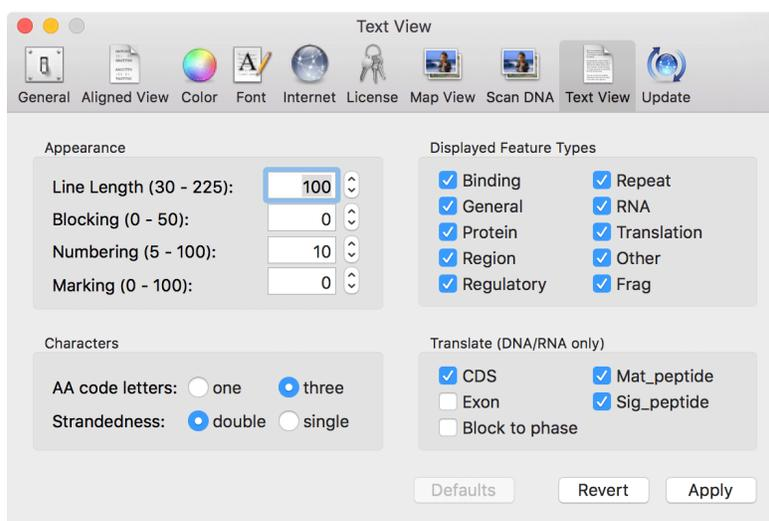 Text View
General Aligned View Color Font Internet License Map View Scan DNA Text View Update
Appearance
Line Length (30 - 225): 100
Blocking (0 - 50): 0
Numbering (5 - 100): 10
Marking (0 - 100): 0
Displayed Feature Types
Binding Repeat
General RNA
Protein Translation
Region Other
Regulatory Frag
Characters
AA code letters: one three
Strandedness: double single
Translate (DNA/RNA only)
CDS Mat_peptide
Exon Sig_peptide
Block to phase
Defaults Revert Apply